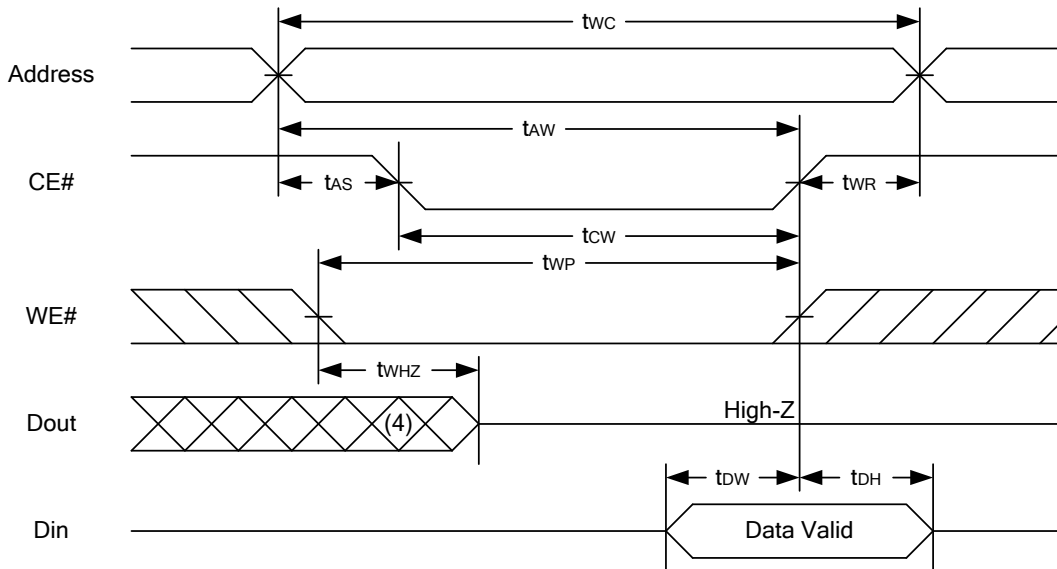 tWC
Address
tAW
CE#
tAS
tWR
tCW
tWP
WE#
tWHZ
Dout
(4)
High-Z
tDW
tDH
Din
Data Valid